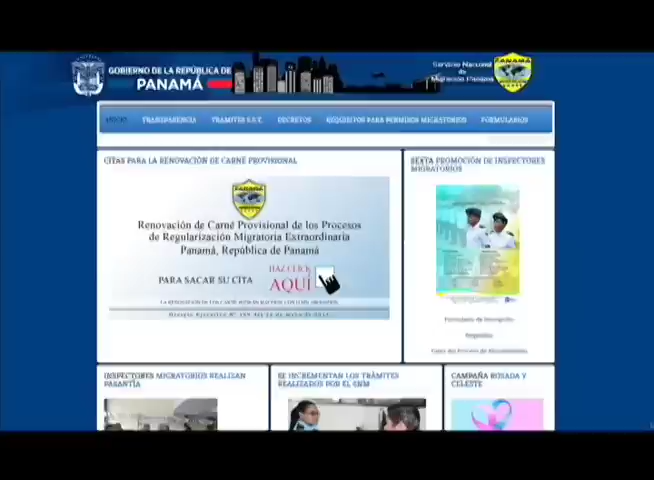 GOBIERNO DE LA REPÚBLICA DE
PANAMÁ
Servicio Nacional
de
Migración Panamá
PANAMA
INICIO TRANSPARENCIA TRAMITES DECRETOS REQUISITOS PARA PERMISOS MIGRATORIOS FORMULARIOS
CITAS PARA LA RENOVACIÓN DE CARNÉ PROVISIONAL
PANAMA
Renovación de Carné Provisional de los Procesos
de Regularización Migratoria Extraordinaria
Panamá, República de Panamá
PARA SACAR SU CITA
HAZ CLICK
AQUÍ
SEXTA PROMOCIÓN DE INSPECTORES
MIGRATORIOS
INSPECTORES MIGRATORIOS REALIZAN
PASANTÍA
SE INCREMENTAN LOS TRÁMITES
REALIZADOS POR EL SNM
CAMPAÑA ROSADA Y
CELESTE